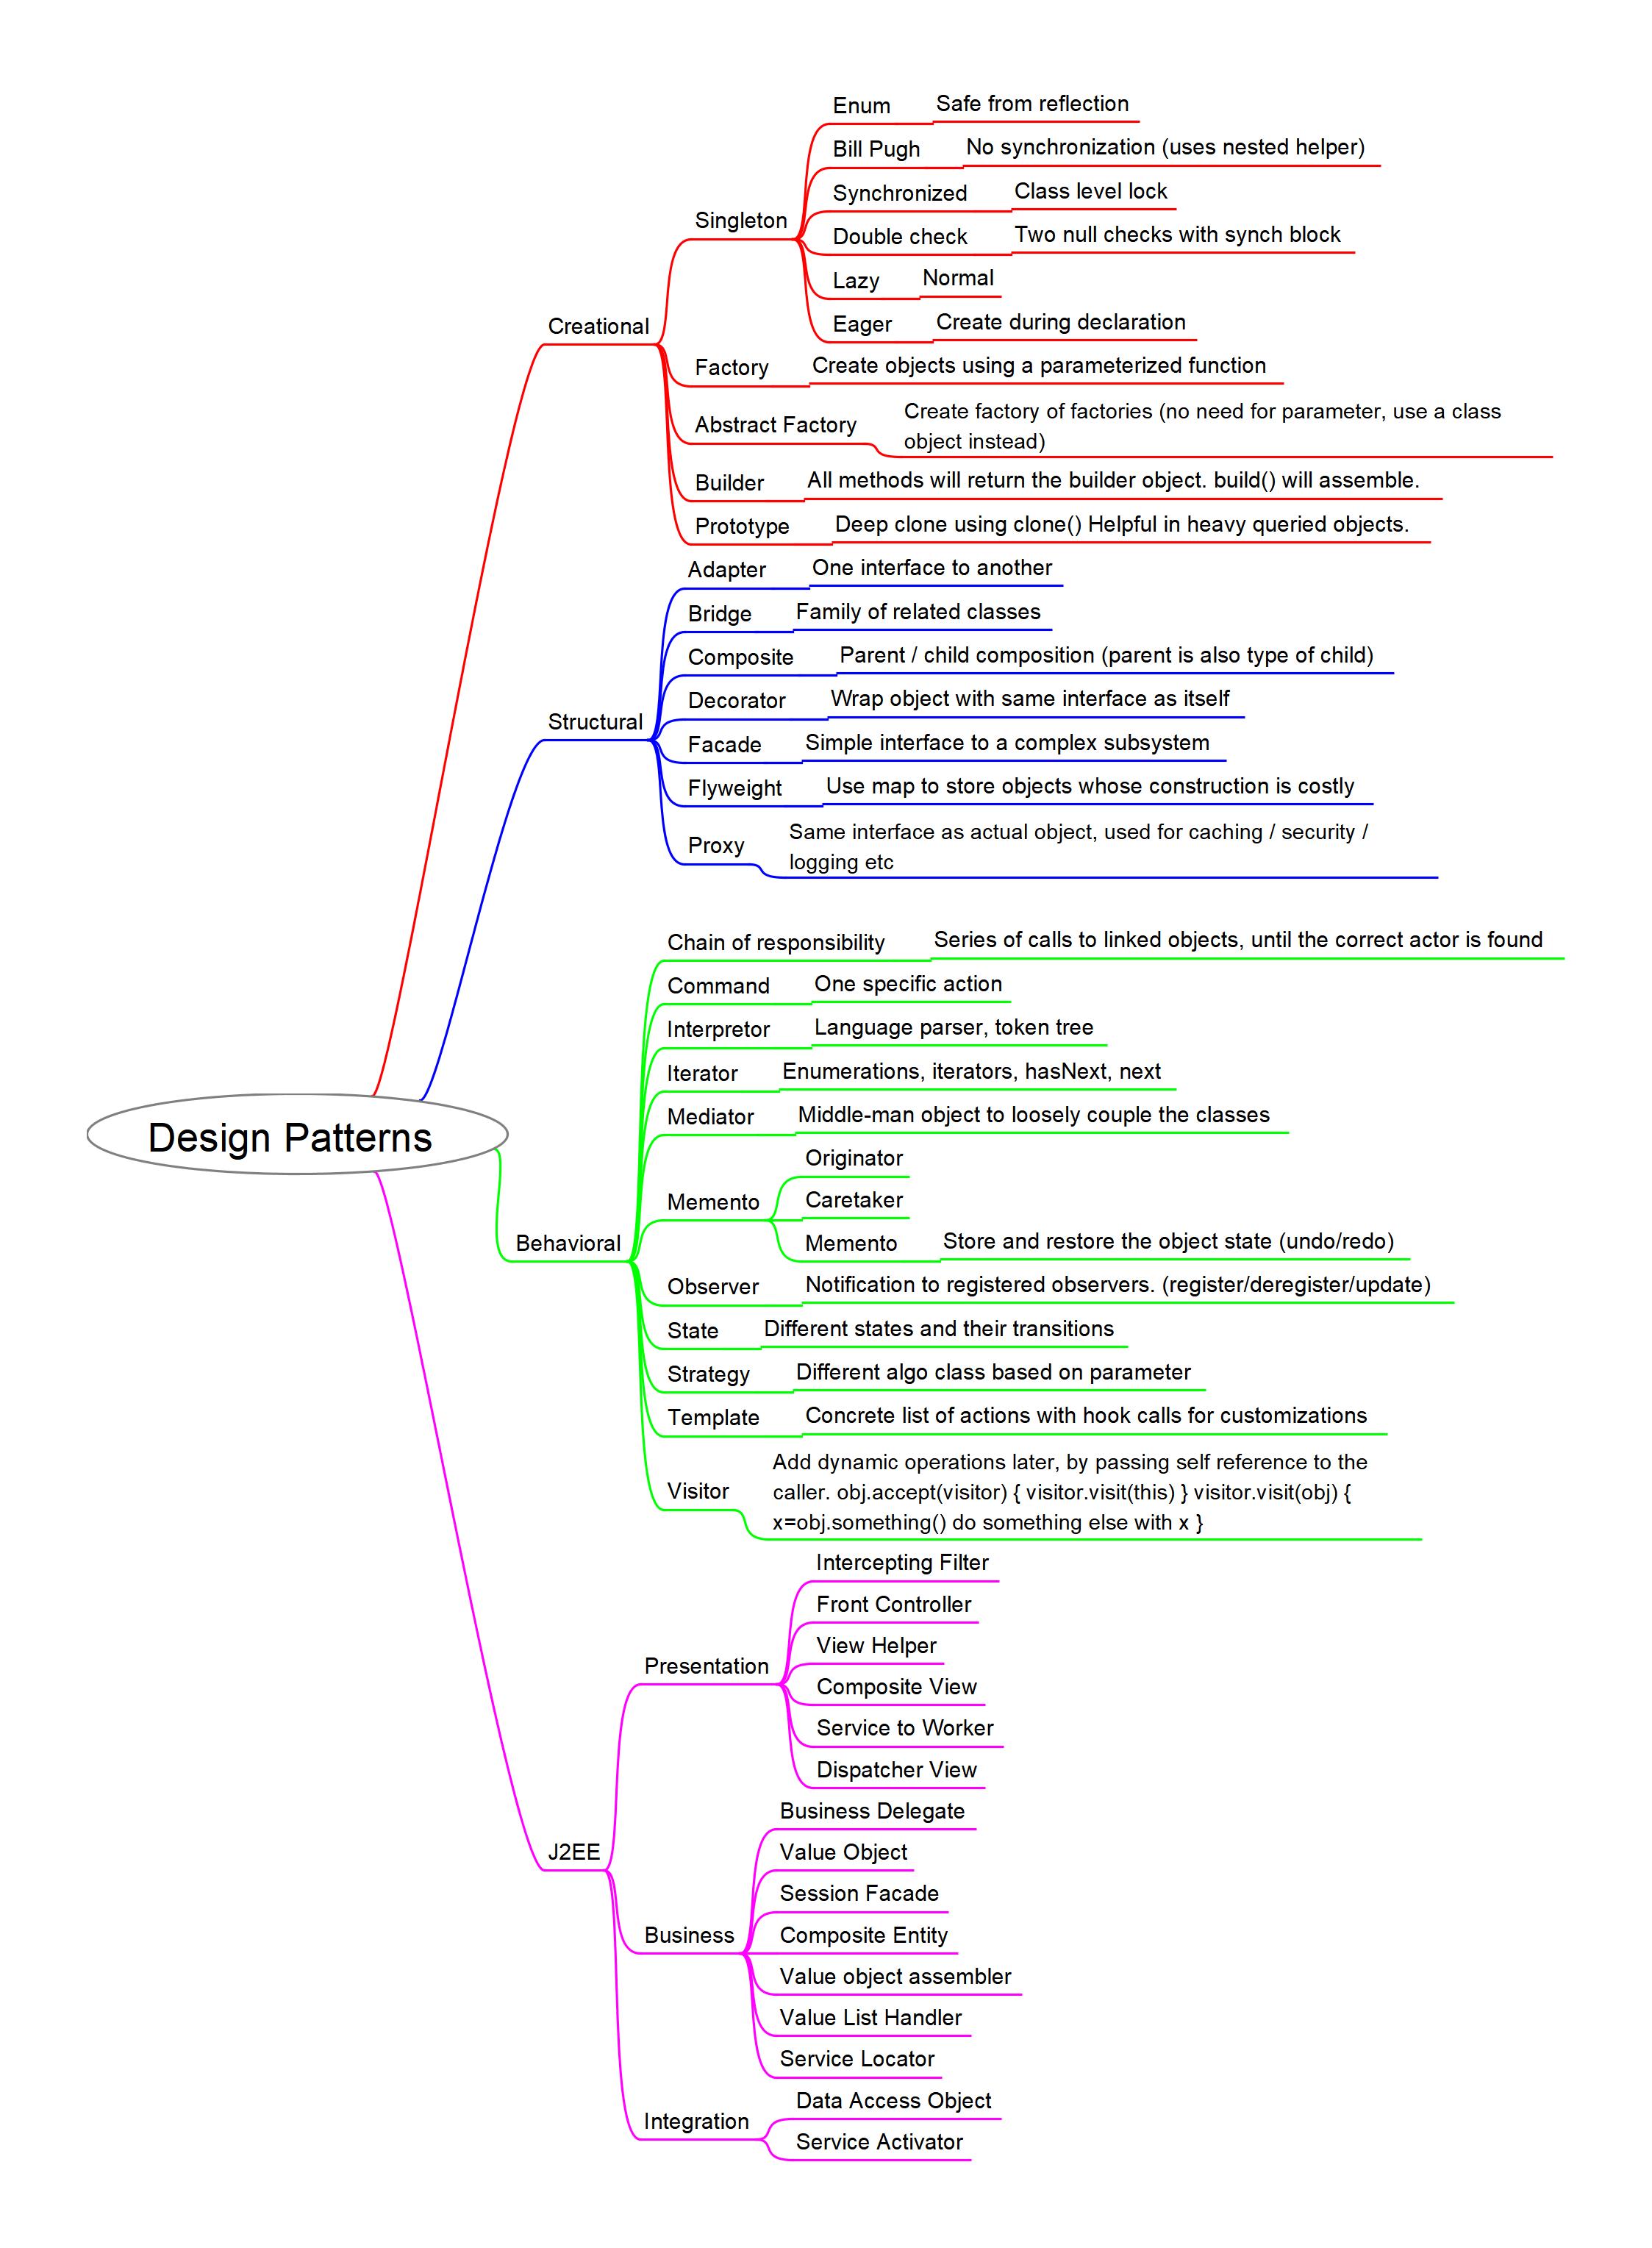 Design Patterns
Creational
Singleton
Enum
Safe from reflection
Bill Pugh
No synchronization (uses nested helper)
Synchronized
Class level lock
Double check
Two null checks with synch block
Lazy
Normal
Eager
Create during declaration
Factory
Create objects using a parameterized function
Abstract Factory
Create factory of factories (no need for parameter, use a class
object instead)
Builder
All methods will return the builder object. build() will assemble.
Prototype
Deep clone using clone() Helpful in heavy queried objects.
Structural
Adapter
One interface to another
Bridge
Family of related classes
Composite
Parent / child composition (parent is also type of child)
Decorator
Wrap object with same interface as itself
Facade
Simple interface to a complex subsystem
Flyweight
Use map to store objects whose construction is costly
Proxy
Same interface as actual object, used for caching / security /
logging etc
Behavioral
Chain of responsibility
Series of calls to linked objects, until the correct actor is found
Command
One specific action
Interpretor
Language parser, token tree
Iterator
Enumerations, iterators, hasNext, next
Mediator
Middle-man object to loosely couple the classes
Memento
Originator
Caretaker
Memento
Store and restore the object state (undo/redo)
Observer
Notification to registered observers. (register/deregister/update)
State
Different states and their transitions
Strategy
Different algo class based on parameter
Template
Concrete list of actions with hook calls for customizations
Visitor
Add dynamic operations later, by passing self reference to the
caller. obj.accept(visitor) { visitor.visit(this) } visitor.visit(obj) {
x=obj.something() do something else with x }
J2EE
Presentation
Intercepting Filter
Front Controller
View Helper
Composite View
Service to Worker
Dispatcher View
Business
Business Delegate
Value Object
Session Facade
Composite Entity
Value object assembler
Value List Handler
Service Locator
Integration
Data Access Object
Service Activator